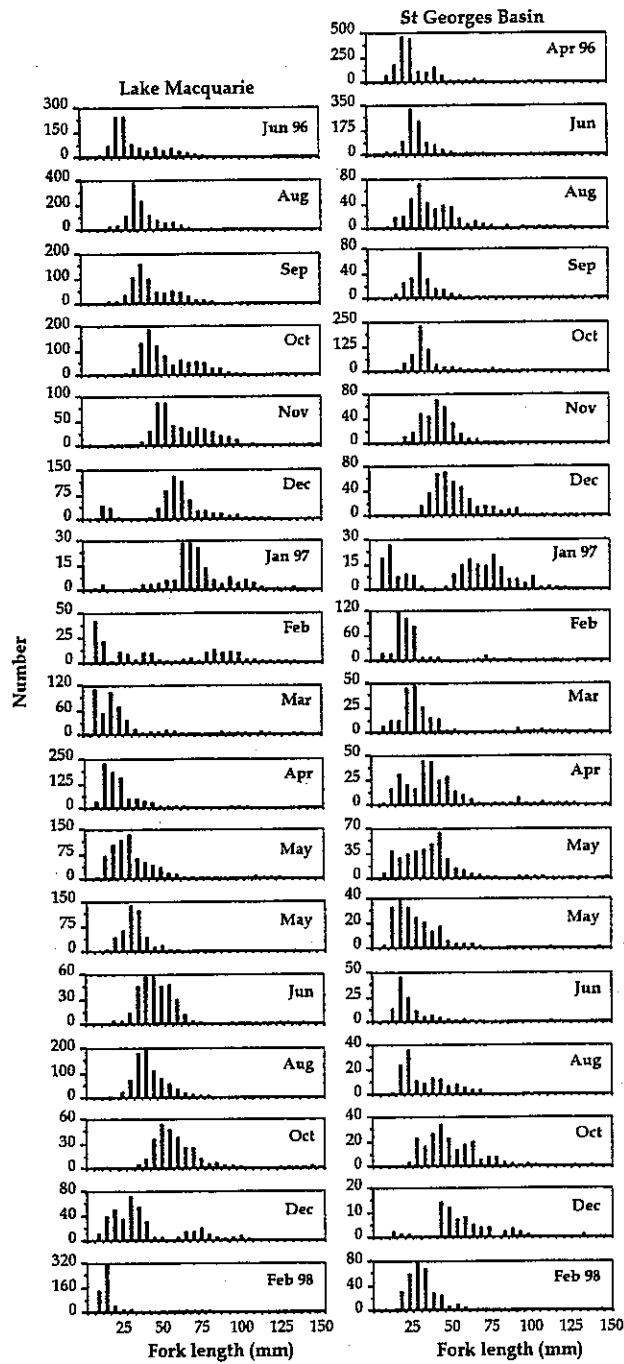 St Georges Basin
500
250
0
Apr 96
Lake Macquarie
300
150
0
Jun 96
350
175
0
Jun
400
200
0
Aug
80
40
0
Aug
200
100
0
Sep
80
40
0
Sep
200
100
0
Oct
250
125
0
Oct
100
50
0
Nov
80
40
0
Nov
150
75
0
Dec
80
40
0
Dec
30
15
0
Jan 97
30
15
0
Jan 97
50
25
0
Feb
120
60
0
Feb
Number
120
60
0
Mar
50
25
0
Mar
250
125
0
Apr
50
25
0
Apr
150
75
0
May
70
35
0
May
150
75
0
May
40
20
0
May
60
30
0
Jun
50
25
0
Jun
200
100
0
Aug
40
20
0
Aug
60
30
0
Oct
40
20
0
Oct
80
40
0
Dec
20
10
0
Dec
320
160
0
Feb 98
80
40
0
Feb 98
25 50 75 100 125 150
0 25 50 75 100 125 150
Fork length (mm)
Fork length (mm)